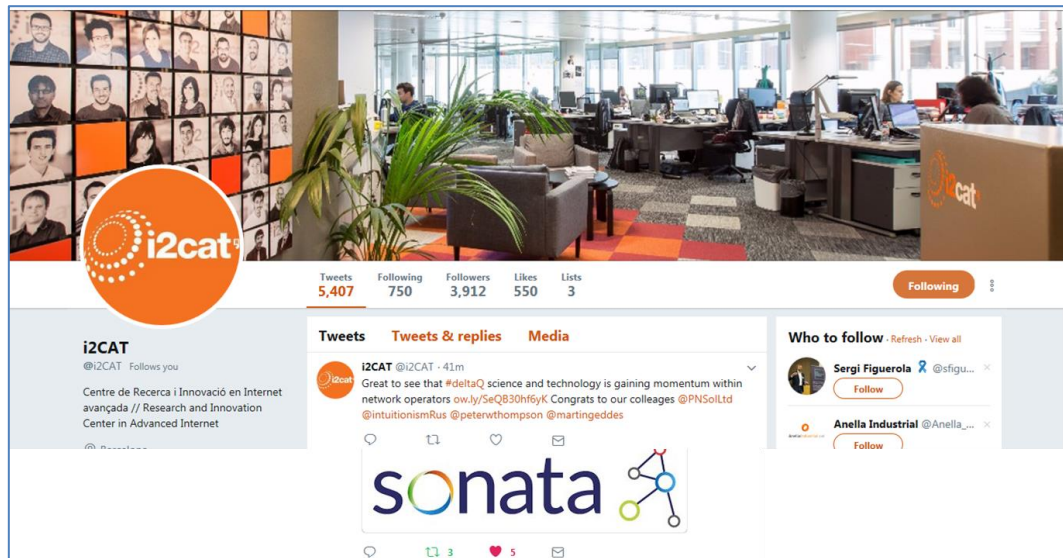 i2cat
i2cat
Tweets Following Followers Likes Lists
5,407 750 3,912 550 3
Following
i2CAT
@i2CAT Follows you
Centre de Recerca i Innovació en Internet
avançada // Research and Innovation
Center in Advanced Internet
Tweets Tweets & replies Media
i2cat
i2CAT @i2CAT · 41m
Great to see that #deltaQ science and technology is gaining momentum within
network operators ow.ly/SeQB30hf6yK Congrats to our colleages @PNSolLtd
@intuitionismRus @peterwthompson @martingeddes
sonata
3 5
Who to follow · Refresh · View all
Sergi Figuerola @sfigu...
Follow
Anella Industrial @Anella_...
Follow